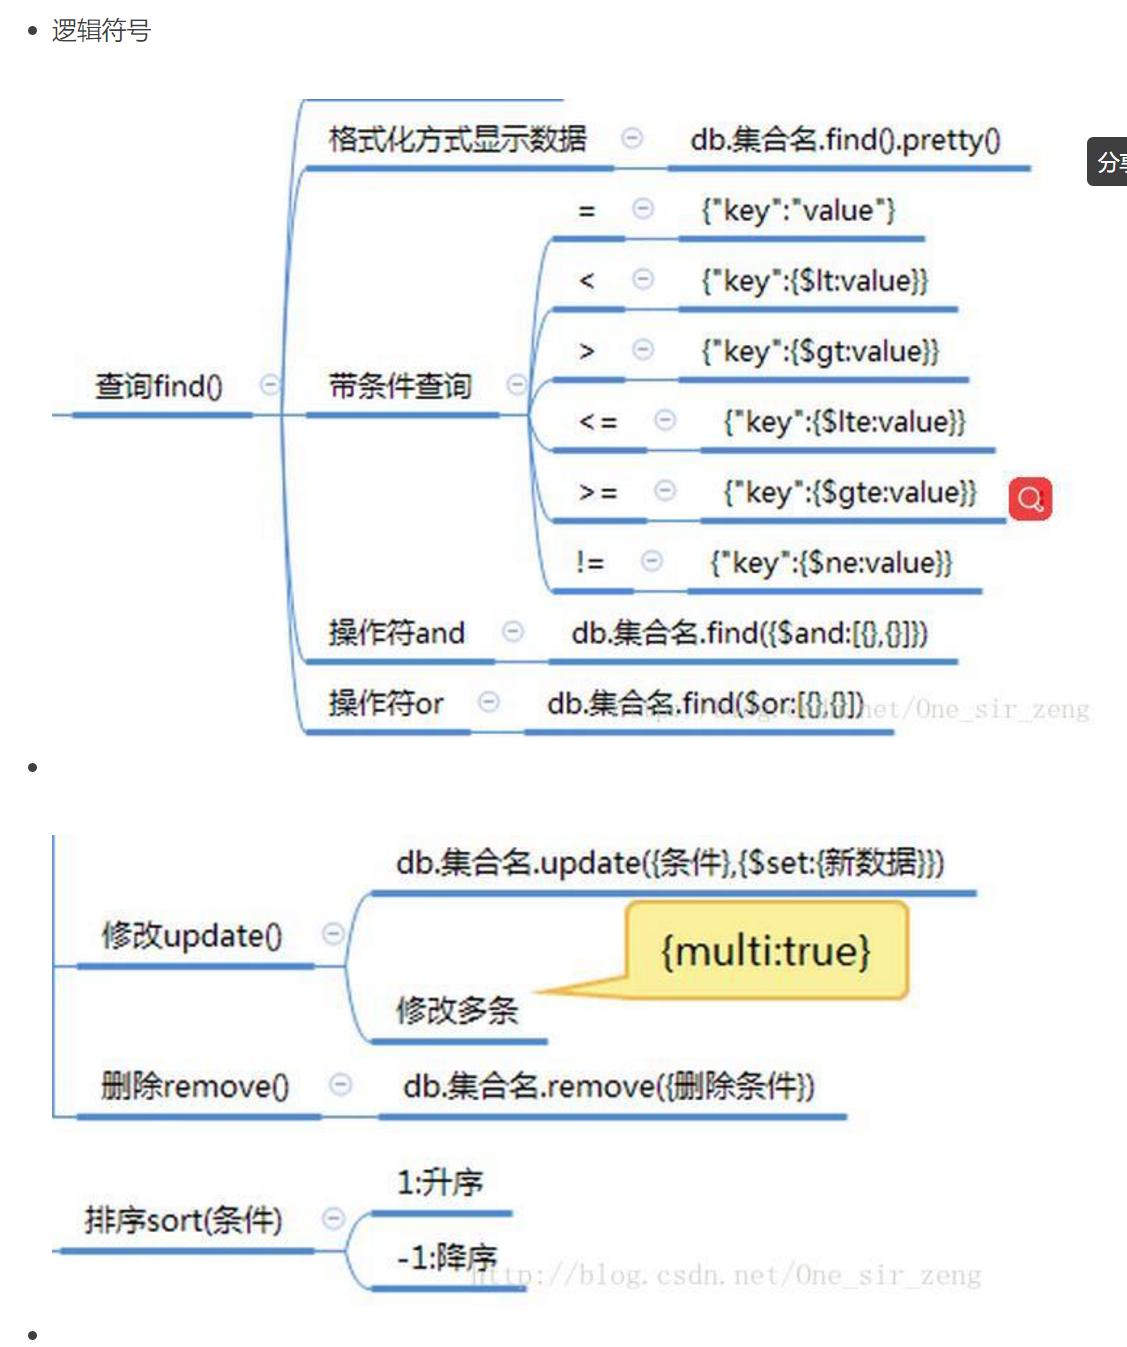 逻辑符号
格式化方式显示数据 db.集合名.find().pretty()
分享
= {"key":"value"}
< {"key":{$lt:value}}
> {"key":{$gt:value}}
查询find() 带条件查询
<= {"key":{$lte:value}}
>= {"key":{$gte:value}}
!= {"key":{$ne:value}}
操作符and db.集合名.find({$and:[{},{}]})
操作符or db.集合名.find($or:[{},{}])
http://blog.csdn.net/One_sir_zeng
db.集合名.update({条件},{$set:{新数据}})
修改update()
{multi:true}
修改多条
删除remove() db.集合名.remove({删除条件})
1:升序
排序sort(条件)
-1:降序
http://blog.csdn.net/One_sir_zeng